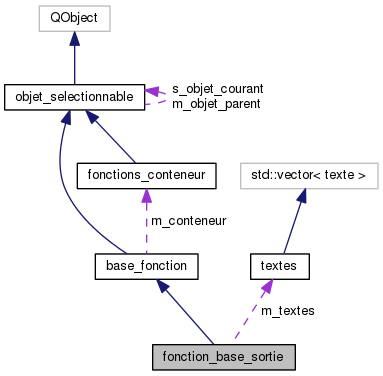 QObject
objet_selectionnable
s_objet_courant
m_objet_parent
fonctions_conteneur
std::vector< texte >
m_conteneur
base_fonction
textes
m_textes
fonction_base_sortie